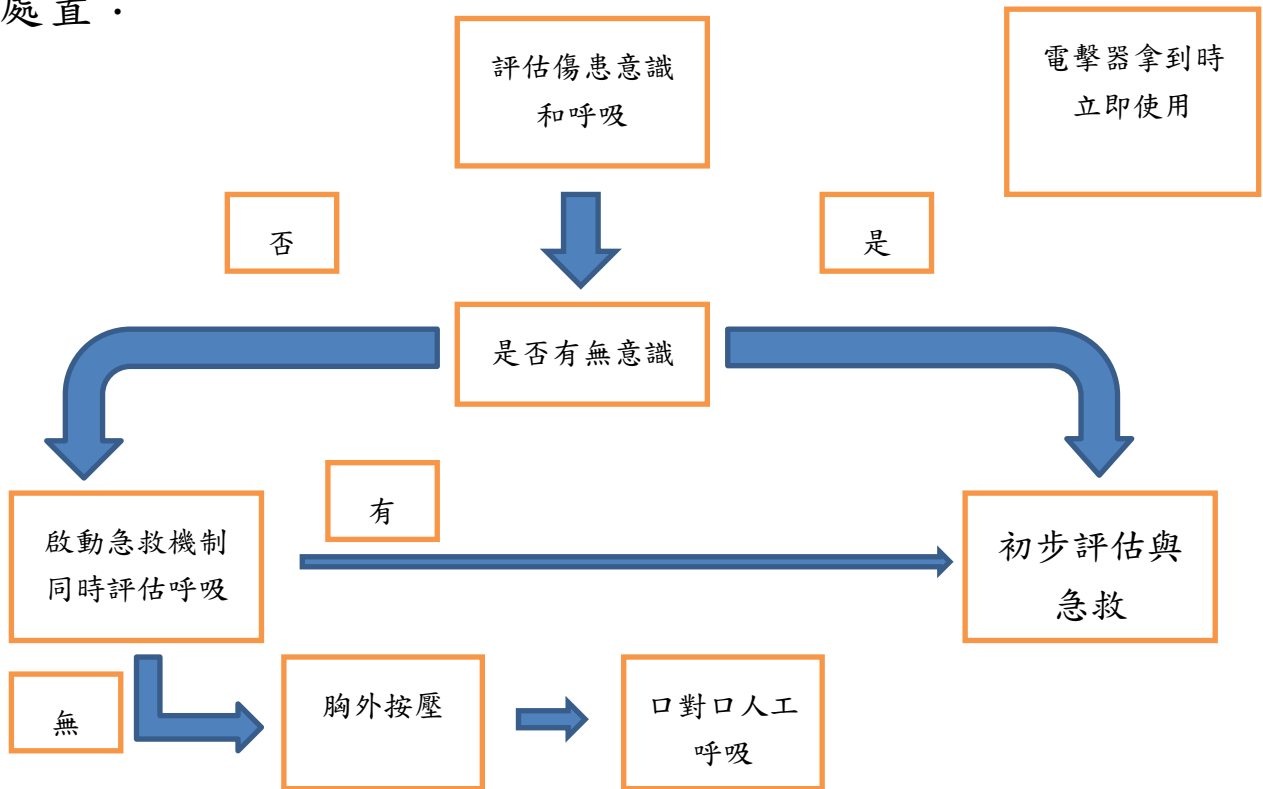 處置．
評估傷患意識
和呼吸
電擊器拿到時
立即使用
否
是
是否有無意識
啟動急救機制
同時評估呼吸
有
初步評估與
急救
無
胸外按壓
口對口人工
呼吸